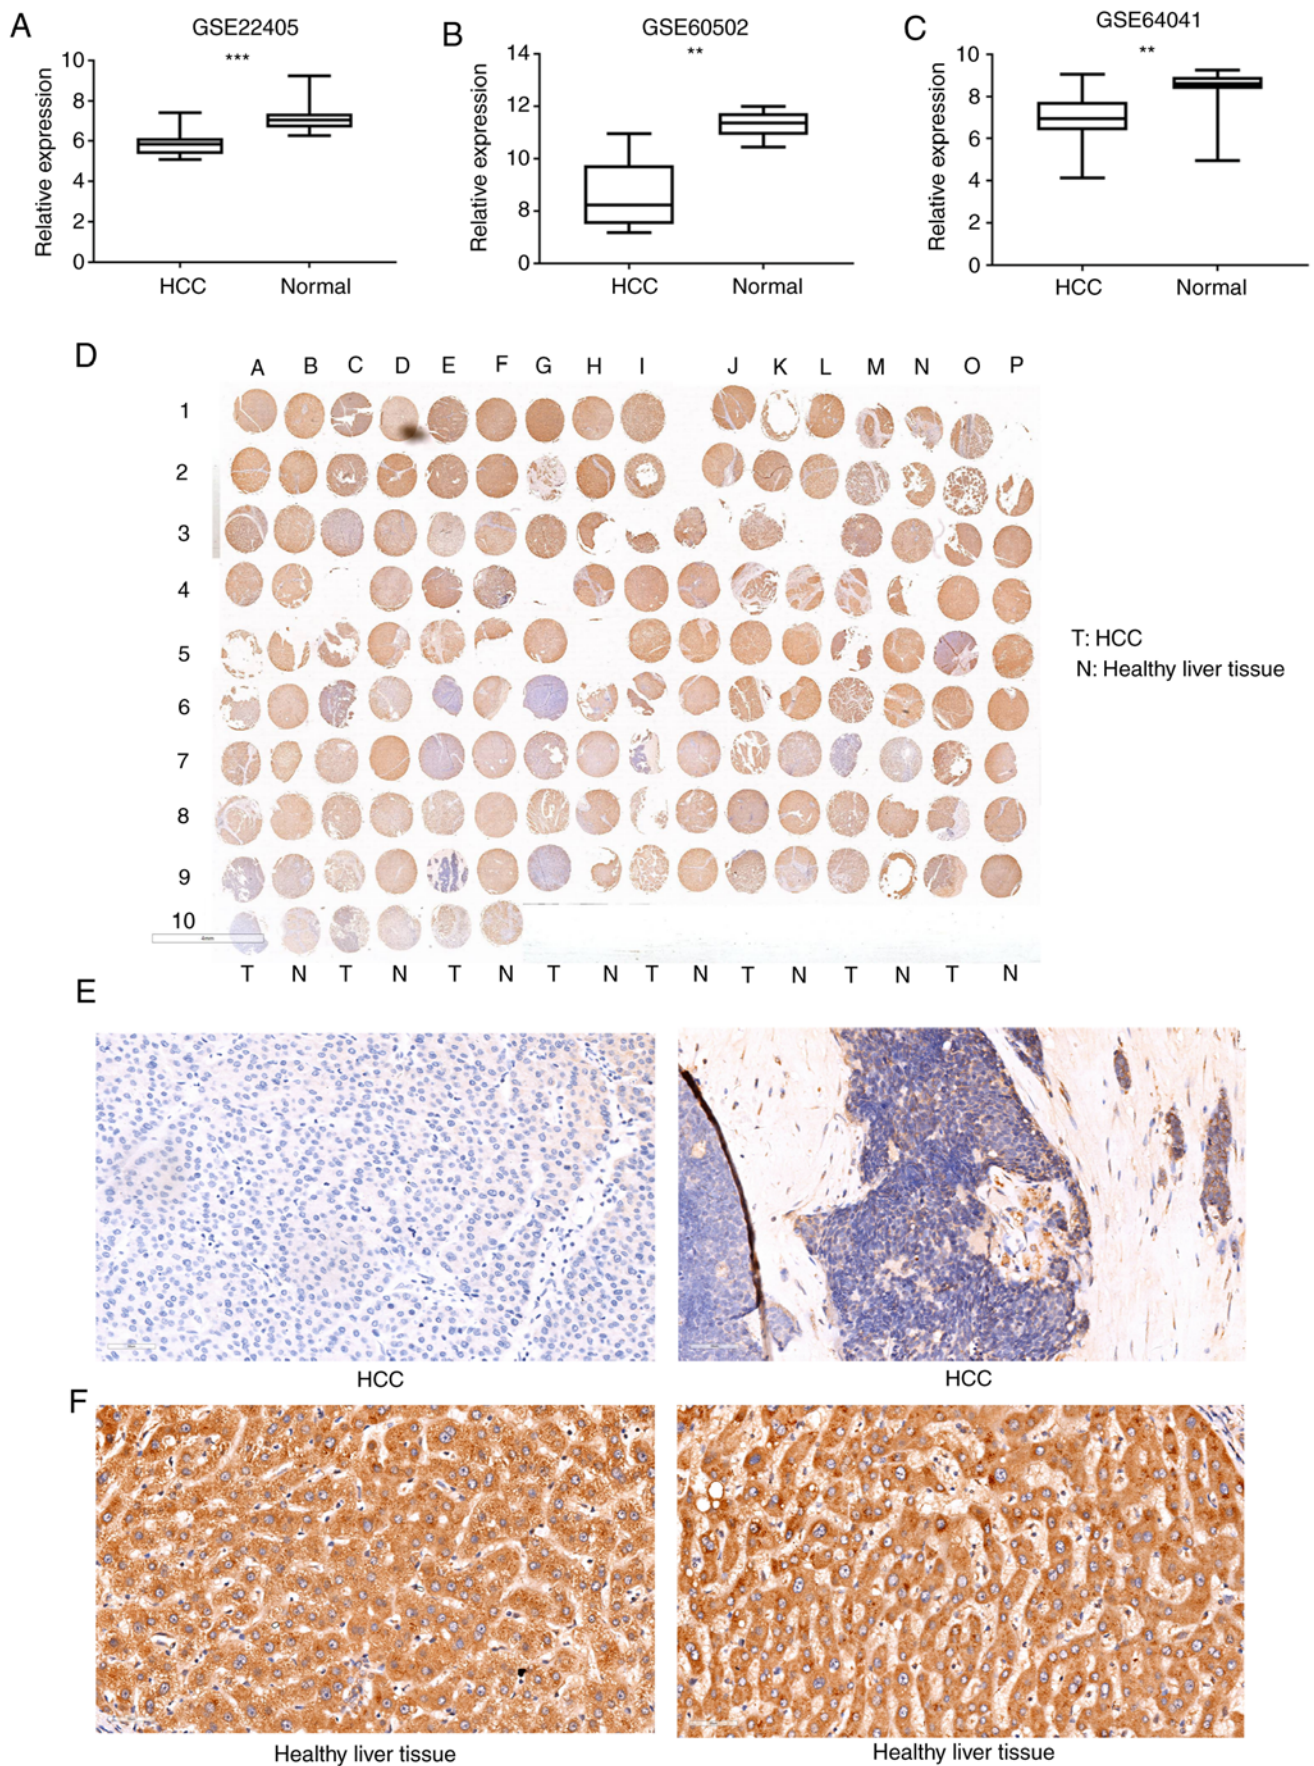 A
GSE22405
***
Relative expression
10
8
6
4
2
0
HCC Normal
B
GSE60502
**
Relative expression
14
12
10
8
0
HCC Normal
C
GSE64041
**
Relative expression
10
8
6
4
2
0
HCC Normal
D
A B C D E F G H I J K L M N O P
1
2
3
4
5
6
7
8
9
10
4mm
T: HCC
N: Healthy liver tissue
T N T N T N T N T N T N T N T N
E
HCC HCC
F
Healthy liver tissue Healthy liver tissue